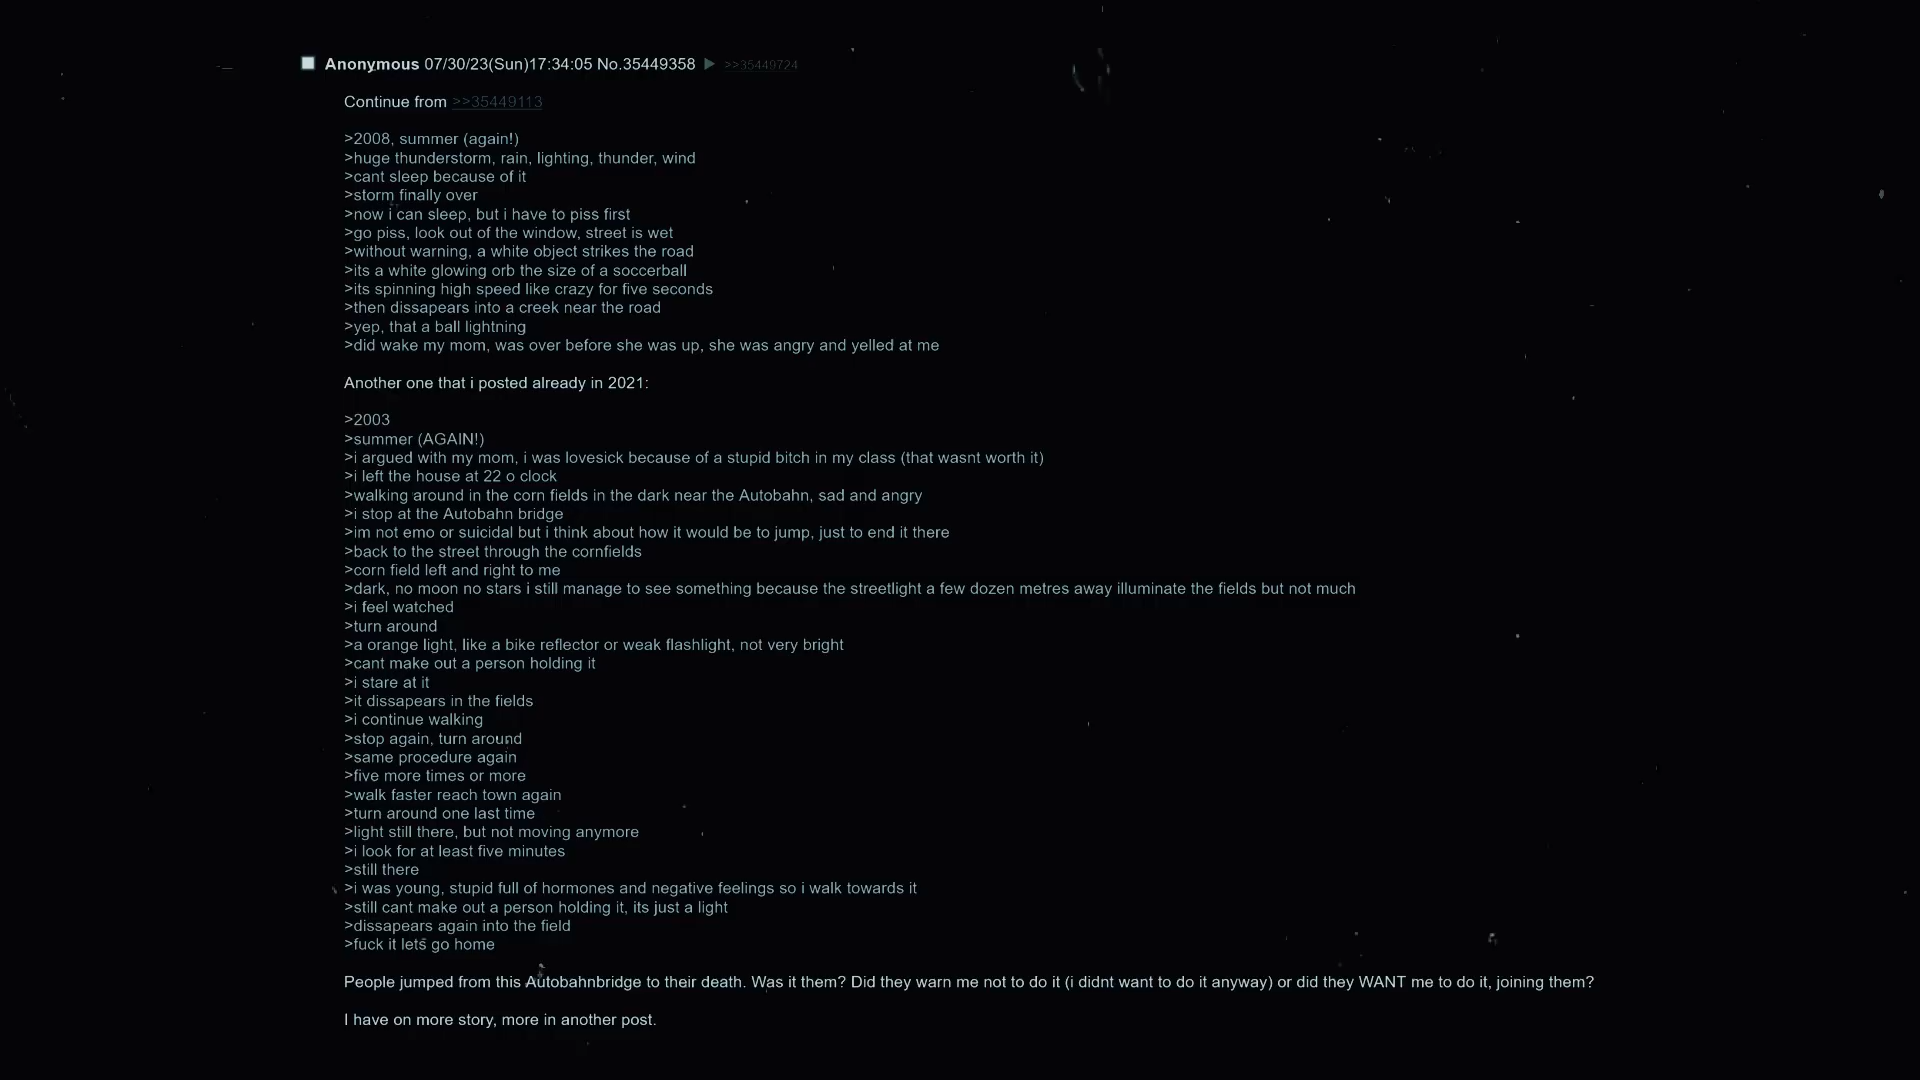 Anonymous 07/30/23(Sun)17:34:05 No.35449358 ▶ >>35449724
Continue from >>35449113
>2008, summer (again!)
>huge thunderstorm, rain, lighting, thunder, wind
>cant sleep because of it
>storm finally over
>now i can sleep, but i have to piss first
>go piss, look out of the window, street is wet
>without warning, a white object strikes the road
>its a white glowing orb the size of a soccerball
>its spinning high speed like crazy for five seconds
>then dissapears into a creek near the road
>yep, that a ball lightning
>did wake my mom, was over before she was up, she was angry and yelled at me
Another one that i posted already in 2021:
>2003
>summer (AGAIN!)
>i argued with my mom, i was lovesick because of a stupid bitch in my class (that wasnt worth it)
>i left the house at 22 o clock
>walking around in the corn fields in the dark near the Autobahn, sad and angry
>i stop at the Autobahn bridge
>im not emo or suicidal but i think about how it would be to jump, just to end it there
>back to the street through the cornfields
>corn field left and right to me
>dark, no moon no stars i still manage to see something because the streetlight a few dozen metres away illuminate the fields but not much
>i feel watched
>turn around
>a orange light, like a bike reflector or weak flashlight, not very bright
>cant make out a person holding it
>i stare at it
>it dissapears in the fields
>i continue walking
>stop again, turn around
>same procedure again
>five more times or more
>walk faster reach town again
>turn around one last time
>light still there, but not moving anymore
>i look for at least five minutes
>still there
>i was young, stupid full of hormones and negative feelings so i walk towards it
>still cant make out a person holding it, its just a light
>dissapears again into the field
>fuck it lets go home
People jumped from this Autobahnbridge to their death. Was it them? Did they warn me not to do it (i didnt want to do it anyway) or did they WANT me to do it, joining them?
I have on more story, more in another post.